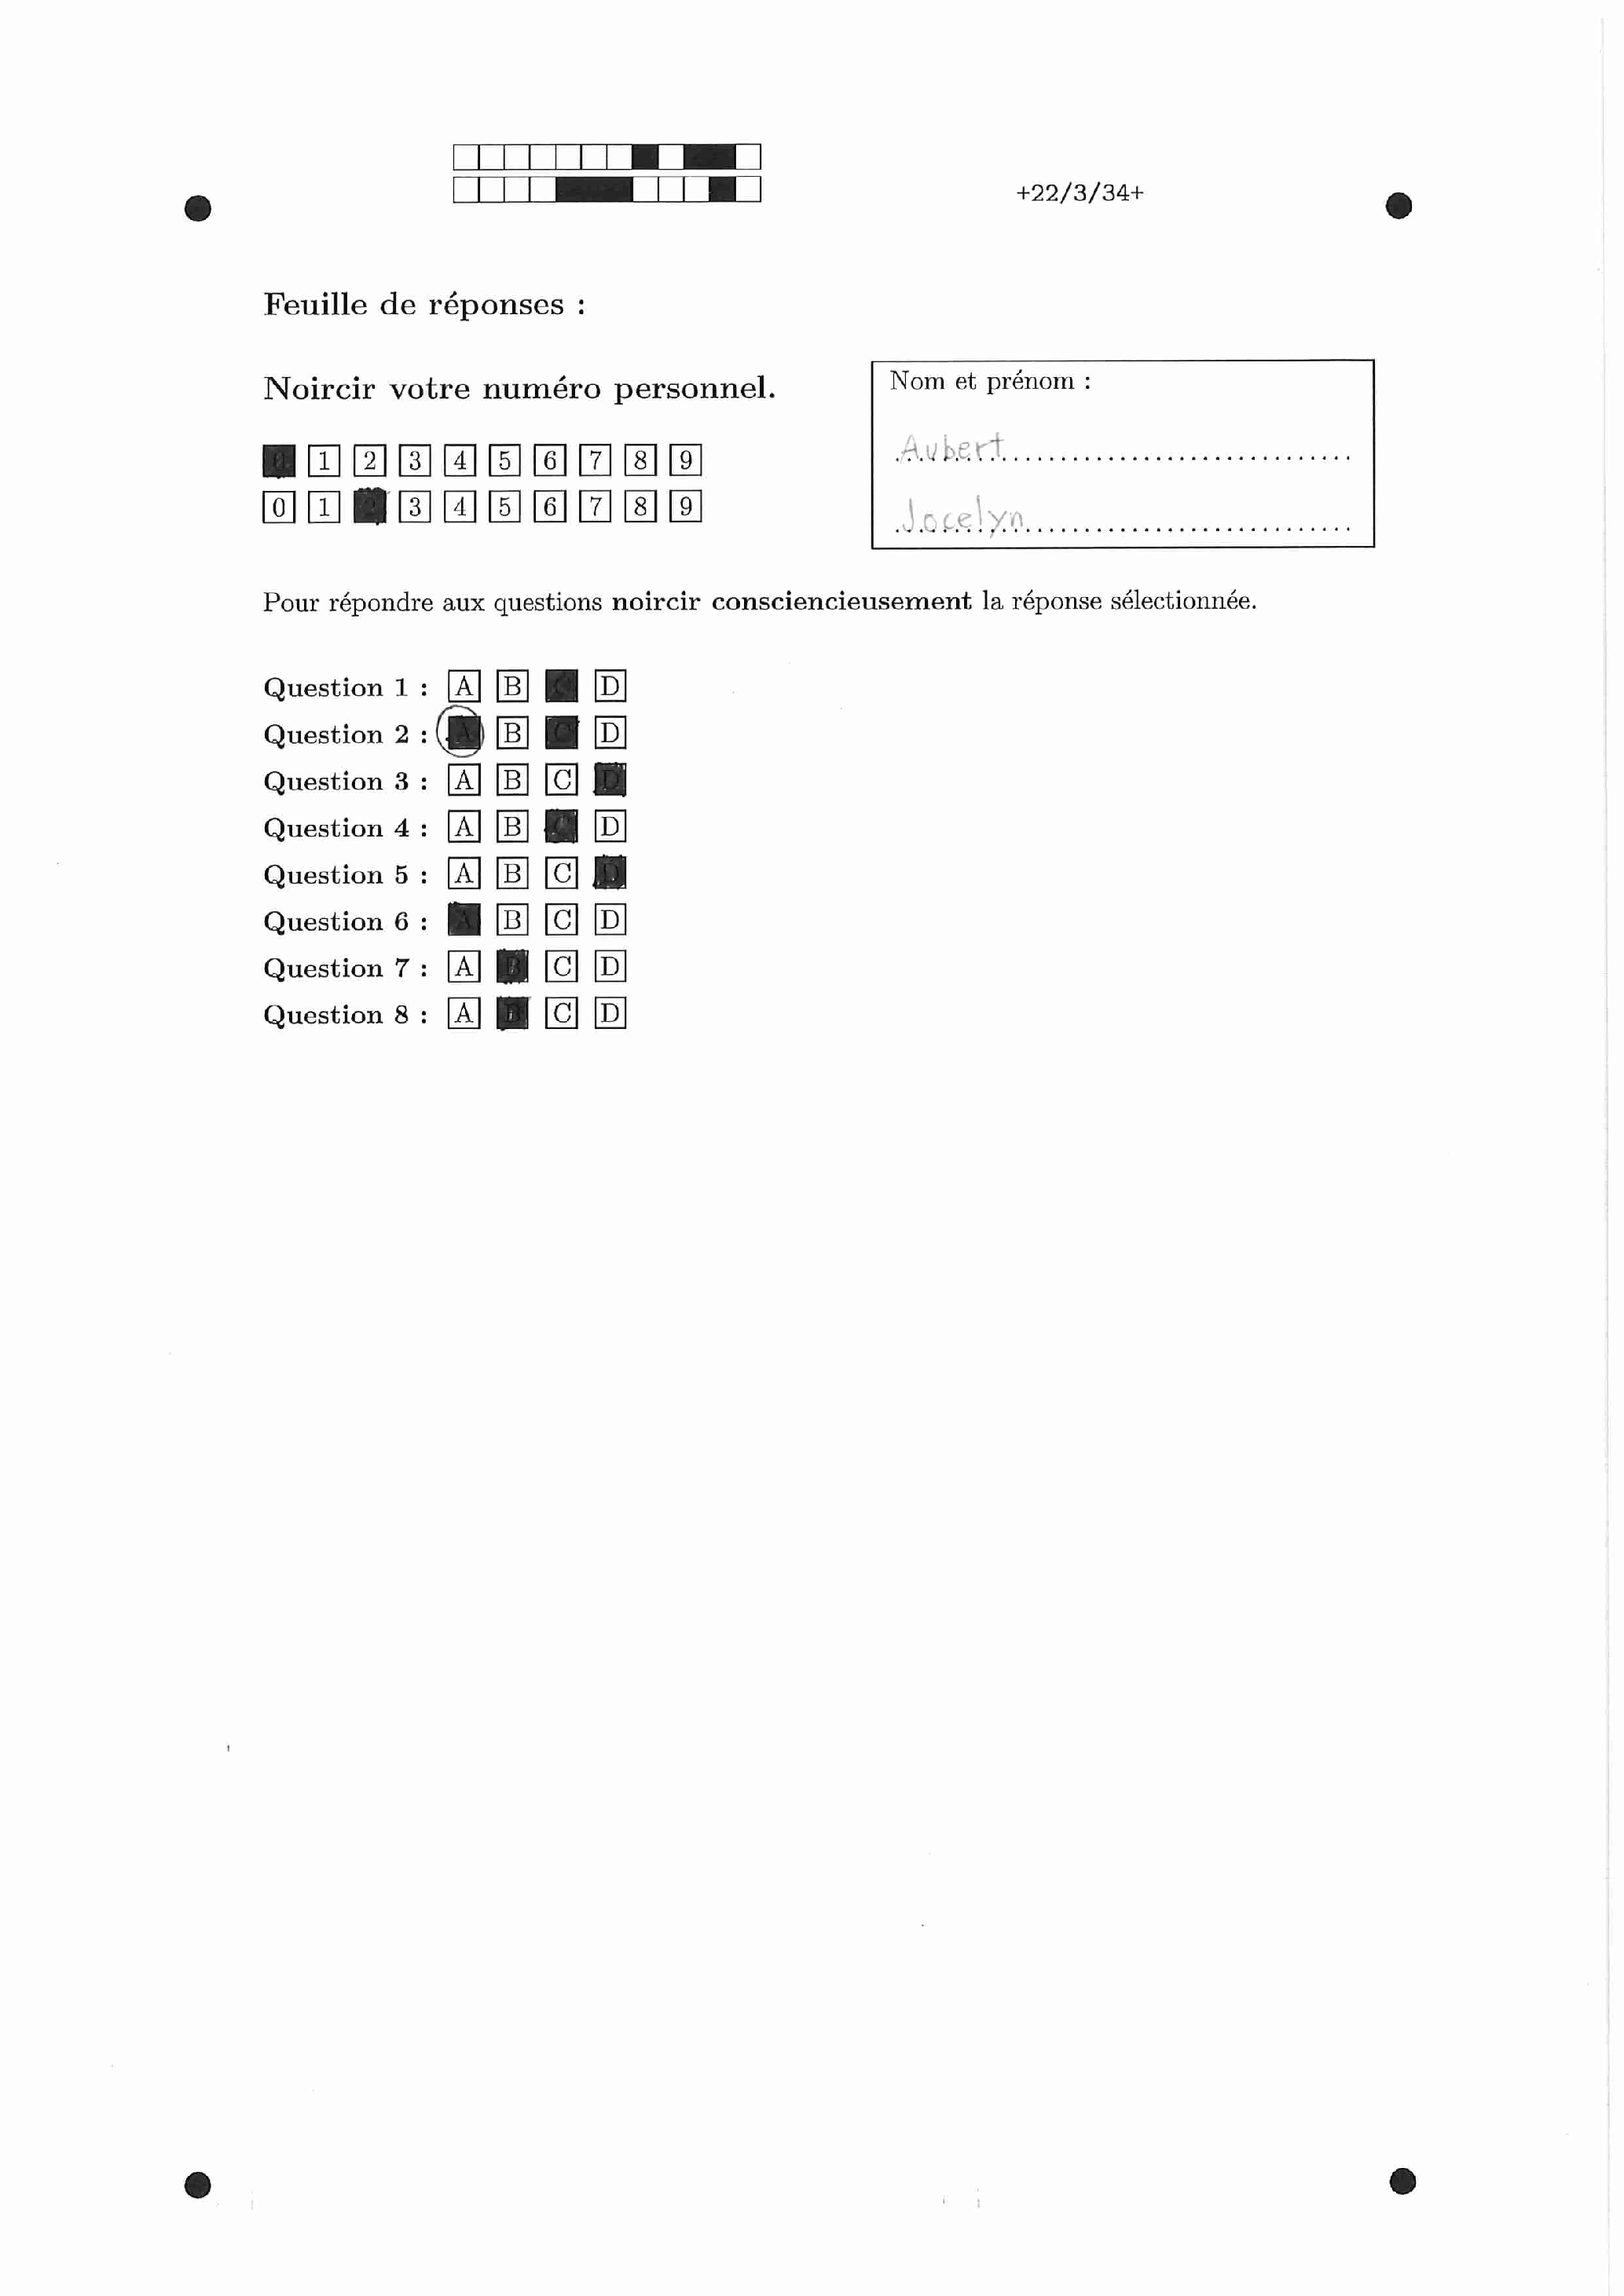 +22/3/34+
Feuille de réponses :
Noircir votre numéro personnel.
Nom et prénom :
Aubert
Jocelyn
0 1 2 3 4 5 6 7 8 9
0 1 2 3 4 5 6 7 8 9
Pour répondre aux questions noircir consciencieusement la réponse sélectionnée.
Question 1 : A B C D
Question 2 : A B C D
Question 3 : A B C D
Question 4 : A B C D
Question 5 : A B C D
Question 6 : A B C D
Question 7 : A B C D
Question 8 : A B C D